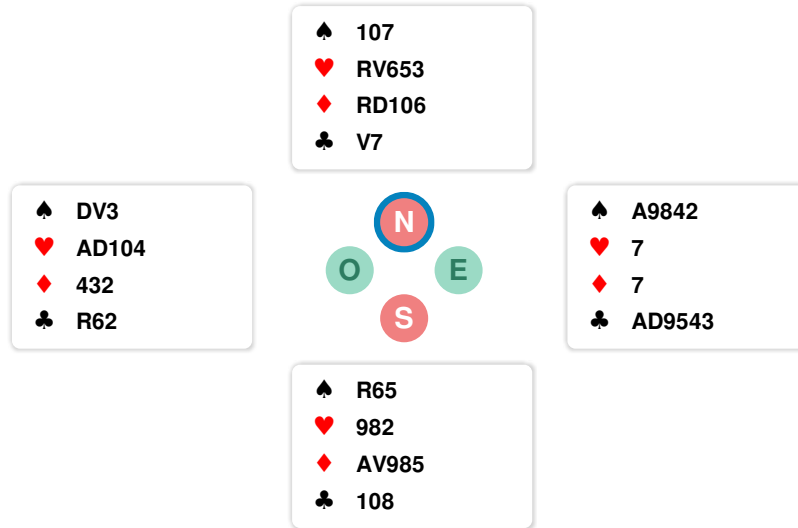 ♠ 107
♥ RV653
♦ RD106
♣ V7
♠ DV3
♥ AD104
♦ 432
♣ R62
N
O E
S
♠ A9842
♥ 7
♦ 7
♣ AD9543
♠ R65
♥ 982
♦ AV985
♣ 108